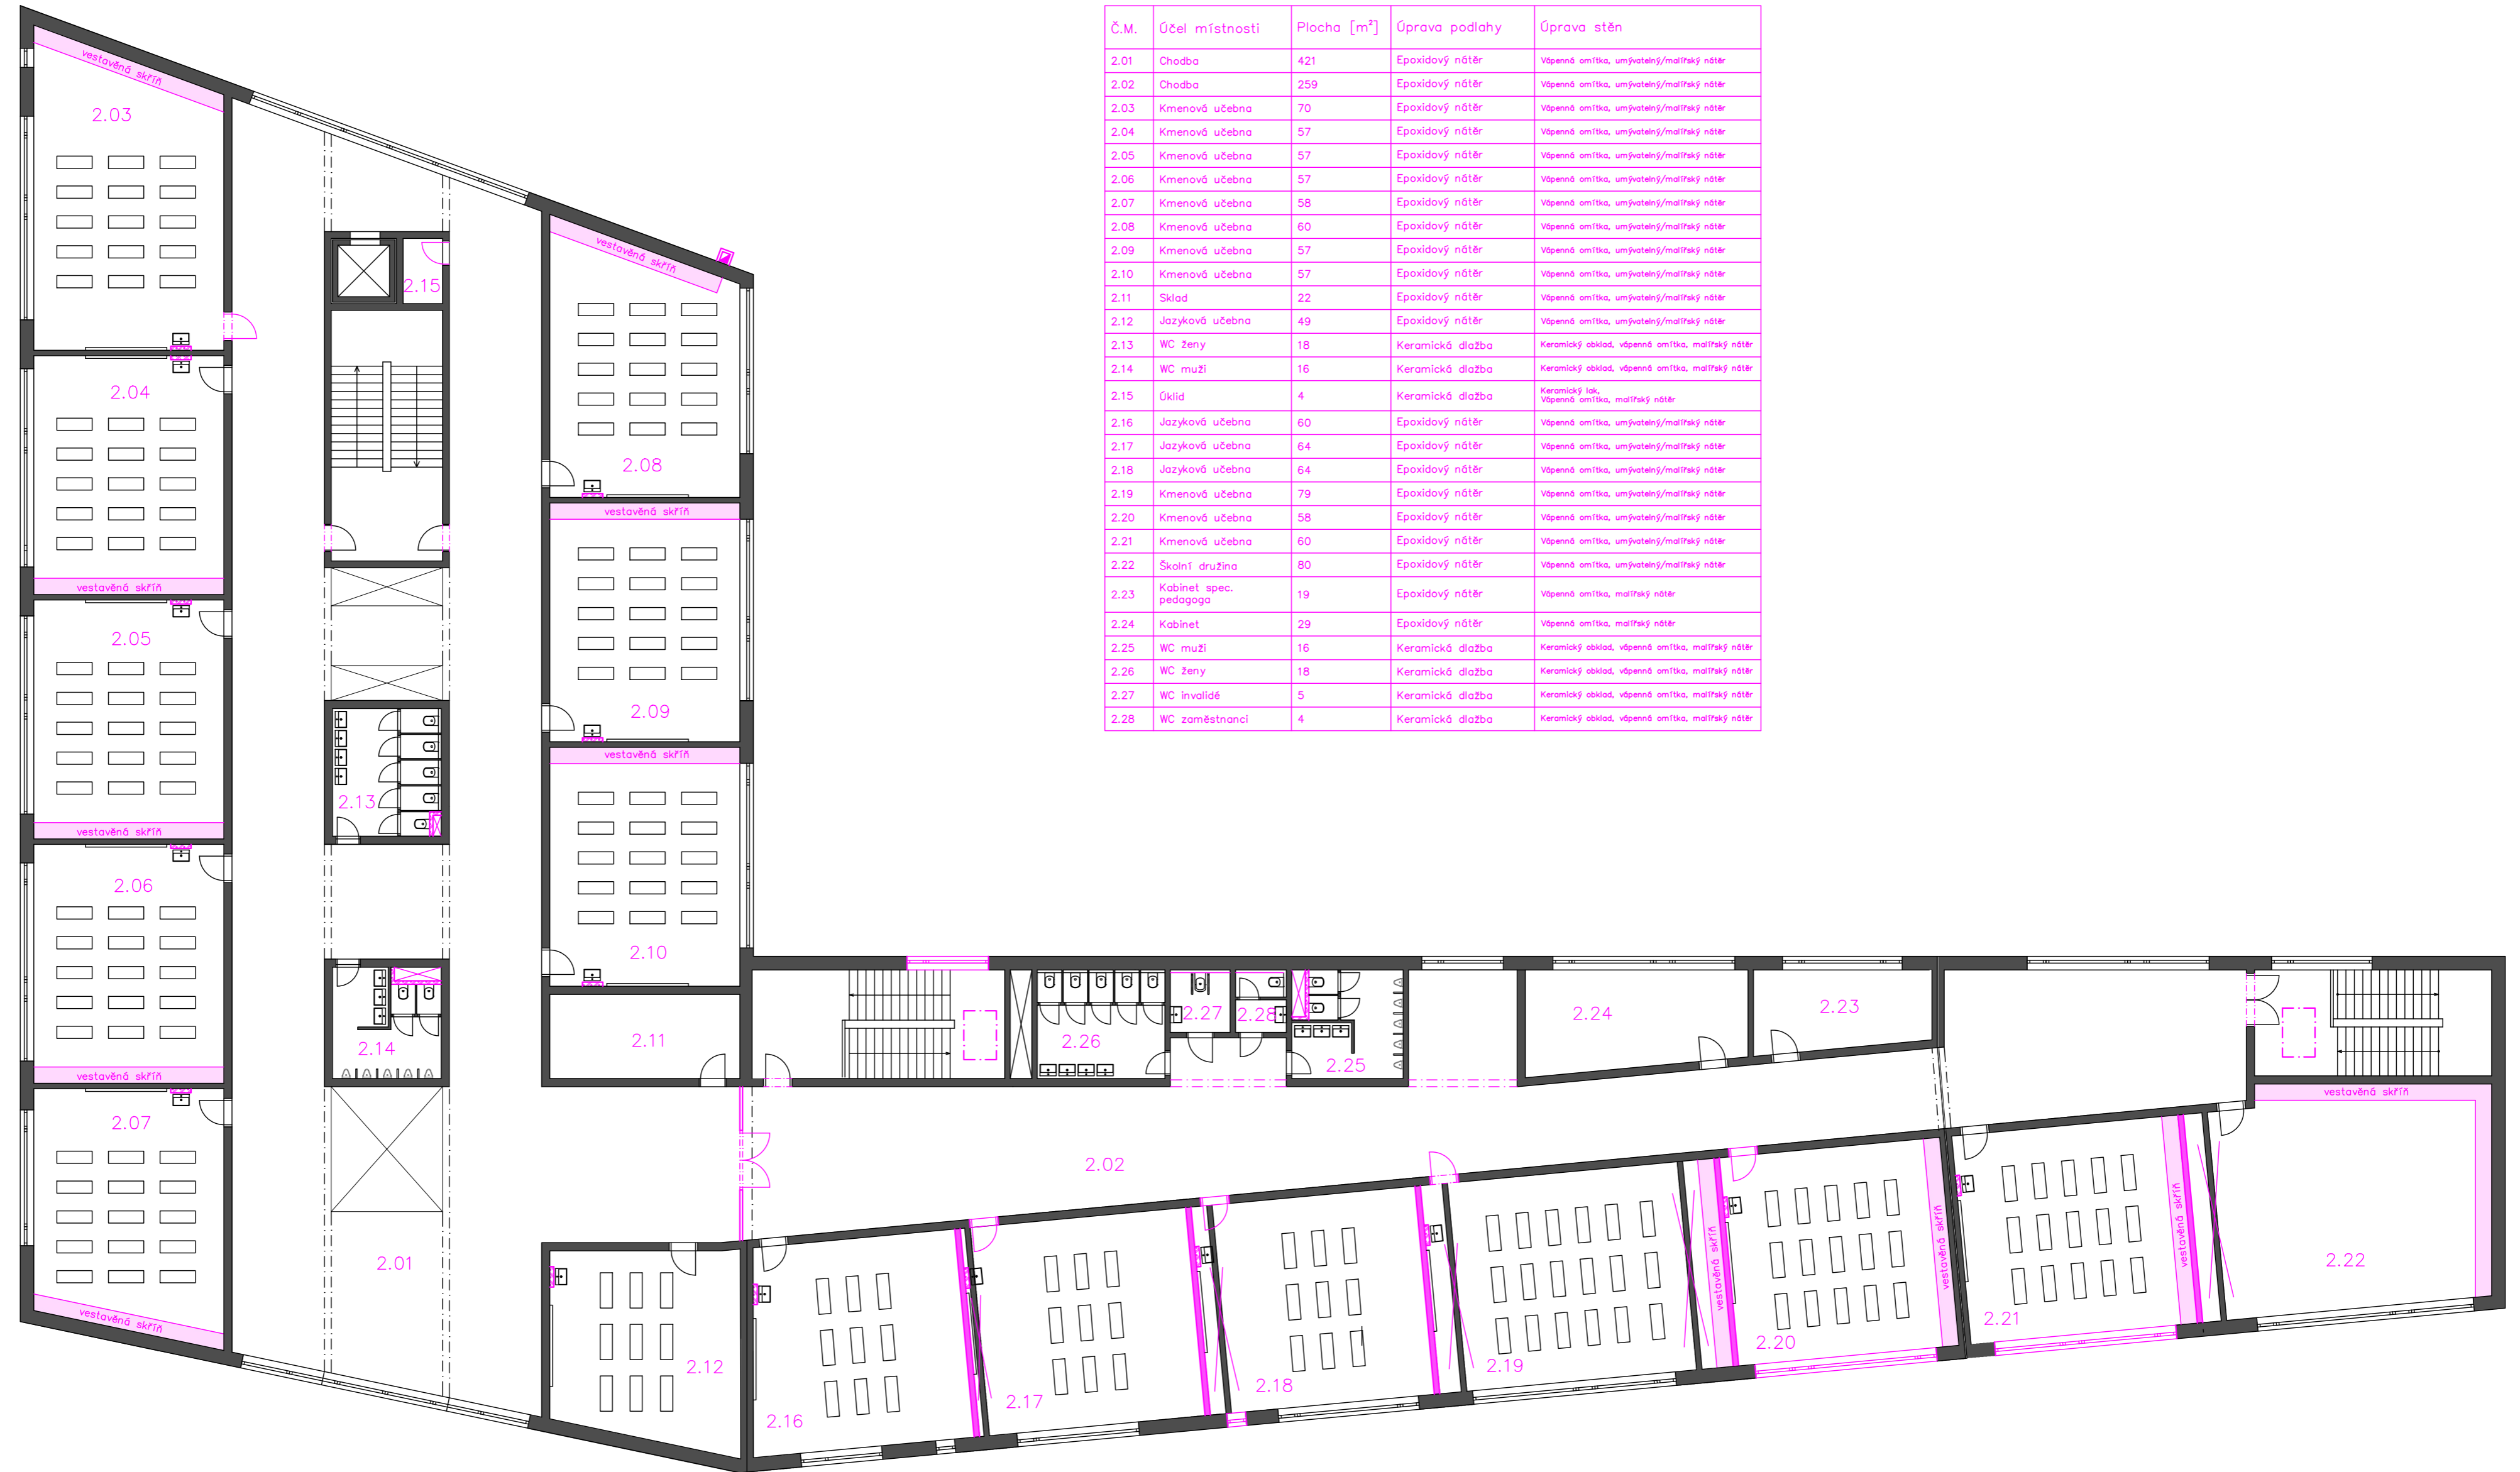 Č.M. Účel místnosti Plocha [m²] Úprava podlahy Úprava stěn
2.01 Chodba 421 Epoxidový nátěr Vápenná omítka, umývatelný/malířský nátěr
2.02 Chodba 259 Epoxidový nátěr Vápenná omítka, umývatelný/malířský nátěr
2.03 Kmenová učebna 70 Epoxidový nátěr Vápenná omítka, umývatelný/malířský nátěr
2.04 Kmenová učebna 57 Epoxidový nátěr Vápenná omítka, umývatelný/malířský nátěr
2.05 Kmenová učebna 57 Epoxidový nátěr Vápenná omítka, umývatelný/malířský nátěr
2.06 Kmenová učebna 57 Epoxidový nátěr Vápenná omítka, umývatelný/malířský nátěr
2.07 Kmenová učebna 58 Epoxidový nátěr Vápenná omítka, umývatelný/malířský nátěr
2.08 Kmenová učebna 60 Epoxidový nátěr Vápenná omítka, umývatelný/malířský nátěr
2.09 Kmenová učebna 57 Epoxidový nátěr Vápenná omítka, umývatelný/malířský nátěr
2.10 Kmenová učebna 57 Epoxidový nátěr Vápenná omítka, umývatelný/malířský nátěr
2.11 Sklad 22 Epoxidový nátěr Vápenná omítka, umývatelný/malířský nátěr
2.12 Jazyková učebna 49 Epoxidový nátěr Vápenná omítka, umývatelný/malířský nátěr
2.13 WC ženy 18 Keramická dlažba Keramický obklad, vápenná omítka, malířský nátěr
2.14 WC muži 16 Keramická dlažba Keramický obklad, vápenná omítka, malířský nátěr
2.15 Úklid 4 Keramická dlažba Keramický lak,
Vápenná omítka, malířský nátěr
2.16 Jazyková učebna 60 Epoxidový nátěr Vápenná omítka, umývatelný/malířský nátěr
2.17 Jazyková učebna 64 Epoxidový nátěr Vápenná omítka, umývatelný/malířský nátěr
2.18 Jazyková učebna 64 Epoxidový nátěr Vápenná omítka, umývatelný/malířský nátěr
2.19 Kmenová učebna 79 Epoxidový nátěr Vápenná omítka, umývatelný/malířský nátěr
2.20 Kmenová učebna 58 Epoxidový nátěr Vápenná omítka, umývatelný/malířský nátěr
2.21 Kmenová učebna 60 Epoxidový nátěr Vápenná omítka, umývatelný/malířský nátěr
2.22 Školní družina 80 Epoxidový nátěr Vápenná omítka, umývatelný/malířský nátěr
2.23 Kabinet spec.
pedagoga 19 Epoxidový nátěr Vápenná omítka, malířský nátěr
2.24 Kabinet 29 Epoxidový nátěr Vápenná omítka, malířský nátěr
2.25 WC muži 16 Keramická dlažba Keramický obklad, vápenná omítka, malířský nátěr
2.26 WC ženy 18 Keramická dlažba Keramický obklad, vápenná omítka, malířský nátěr
2.27 WC invalidé 5 Keramická dlažba Keramický obklad, vápenná omítka, malířský nátěr
2.28 WC zaměstnanci 4 Keramická dlažba Keramický obklad, vápenná omítka, malířský nátěr
vestavěná skříň
2.03
2.04
vestavěná skříň
2.05
vestavěná skříň
2.06
vestavěná skříň
2.07
vestavěná skříň
2.15
2.13
2.14
2.01
vestavěná skříň
2.08
vestavěná skříň
2.09
vestavěná skříň
2.10
2.11
2.12
2.26
2.27
2.28
2.25
2.24
2.23
2.02
2.16
2.17
2.18
2.19
vestavěná skříň
2.20
vestavěná skříň
2.21
vestavěná skříň
vestavěná skříň
2.22